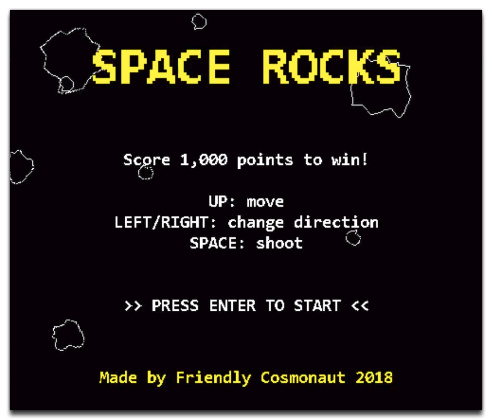 SPACE ROCKS
Score 1,000 points to win!
UP: move
LEFT/RIGHT: change direction
SPACE: shoot
>> PRESS ENTER TO START <<
Made by Friendly Cosmonaut 2018